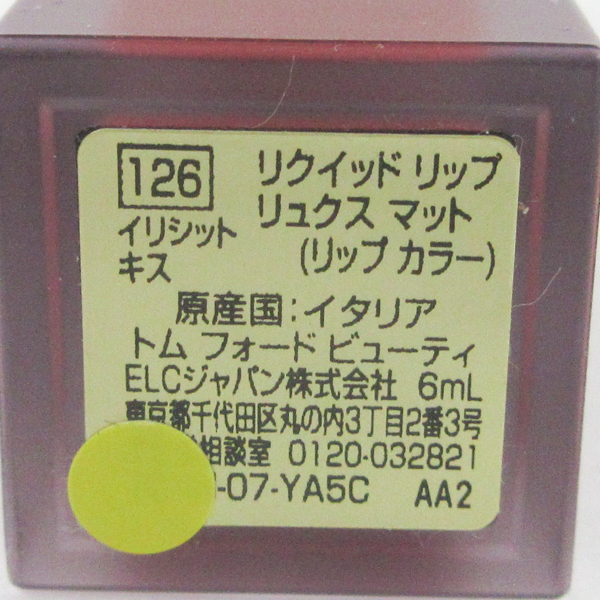 126
イリシット
キス
リクイッド リップ
リュクス マット
(リップ カラー)
原産国:イタリア
トム フォード ビューティ
ELCジャパン株式会社 6mL
東京都千代田区丸の内3丁目2番3号
相談室 0120-032821
-07-YA5C AA2